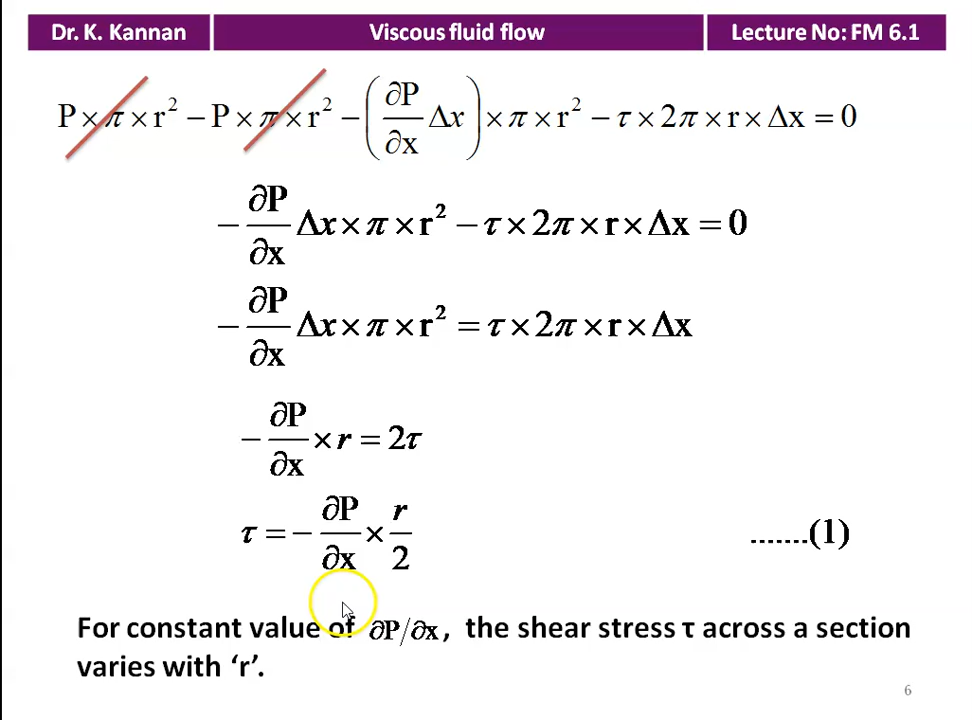 Dr. K. Kannan Viscous fluid flow Lecture No: FM 6.1
P × π × r² − P × π × r² − (∂P/∂x Δx) × π × r² − τ × 2π × r × Δx = 0
− ∂P/∂x Δx × π × r² − τ × 2π × r × Δx = 0
− ∂P/∂x Δx × π × r² = τ × 2π × r × Δx
− ∂P/∂x × r = 2τ
τ = − ∂P/∂x × r/2 .......(1)
For constant value of ∂P/∂x, the shear stress τ across a section
varies with ‘r’.
6